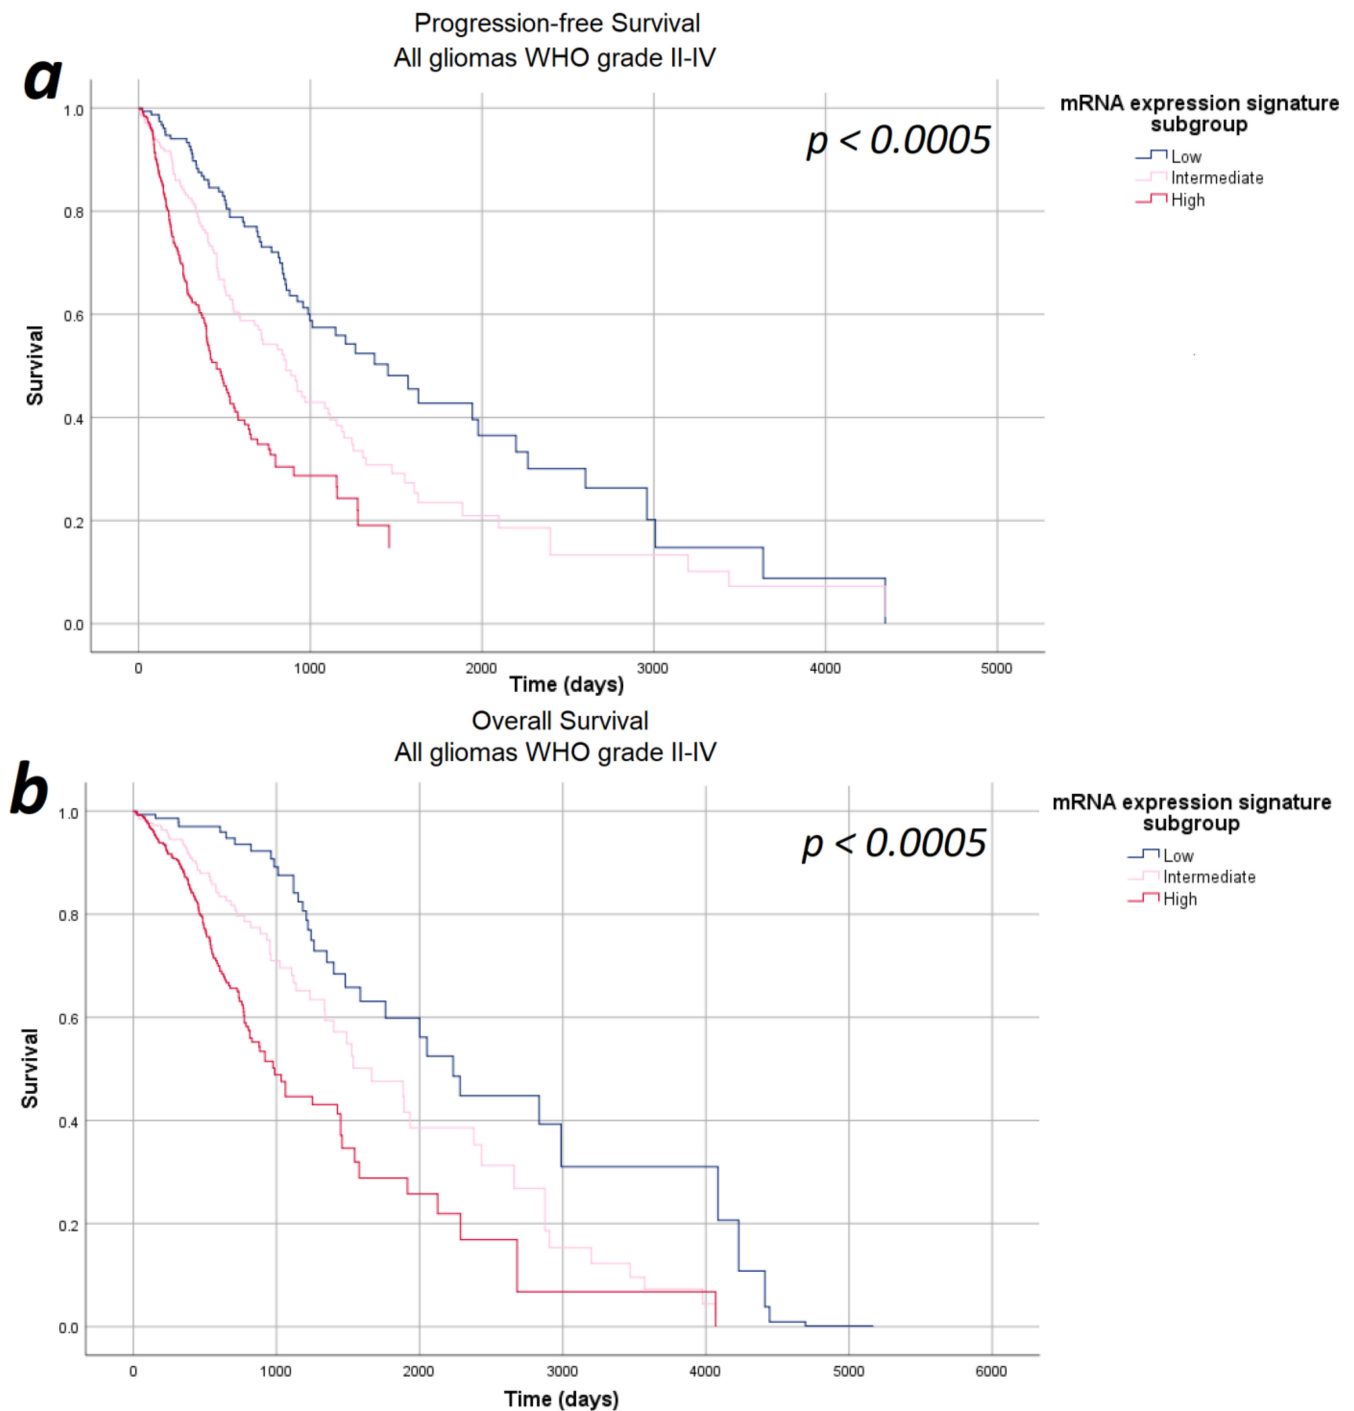 Progression-free Survival
All gliomas WHO grade II-IV
a
p < 0.0005
mRNA expression signature
subgroup
Low
Intermediate
High
Survival
1.0
0.8
0.6
0.4
0.2
0.0
0 1000 2000 3000 4000 5000
Time (days)
Overall Survival
All gliomas WHO grade II-IV
b
p < 0.0005
mRNA expression signature
subgroup
Low
Intermediate
High
Survival
1.0
0.8
0.6
0.4
0.2
0.0
0 1000 2000 3000 4000 5000 6000
Time (days)